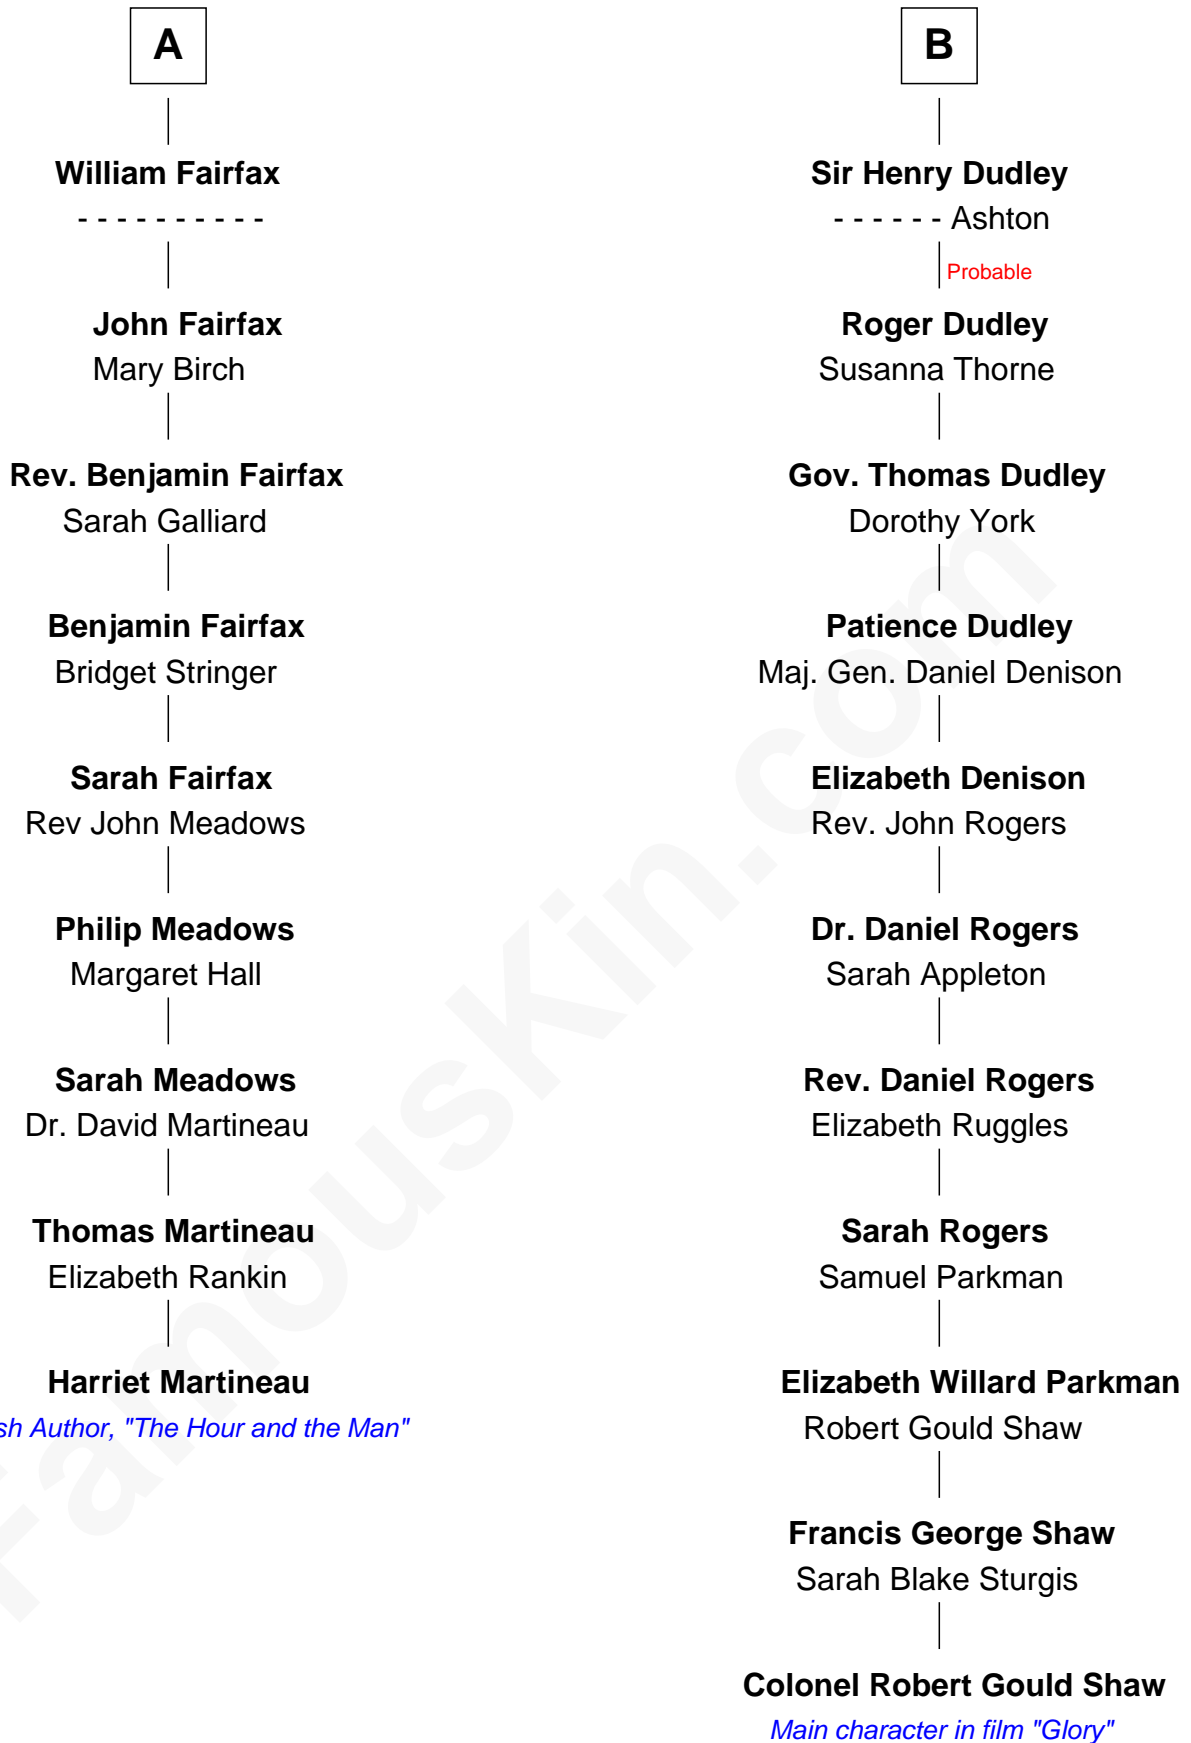 A
William Fairfax
- - - - - - - - - -
John Fairfax
Mary Birch
Rev. Benjamin Fairfax
Sarah Galliard
Benjamin Fairfax
Bridget Stringer
Sarah Fairfax
Rev John Meadows
Philip Meadows
Margaret Hall
Sarah Meadows
Dr. David Martineau
Thomas Martineau
Elizabeth Rankin
Harriet Martineau
sh Author, "The Hour and the Man"
B
Sir Henry Dudley
- - - - - - Ashton
Probable
Roger Dudley
Susanna Thorne
Gov. Thomas Dudley
Dorothy York
Patience Dudley
Maj. Gen. Daniel Denison
Elizabeth Denison
Rev. John Rogers
Dr. Daniel Rogers
Sarah Appleton
Rev. Daniel Rogers
Elizabeth Ruggles
Sarah Rogers
Samuel Parkman
Elizabeth Willard Parkman
Robert Gould Shaw
Francis George Shaw
Sarah Blake Sturgis
Colonel Robert Gould Shaw
Main character in film "Glory"
FamousKin.com